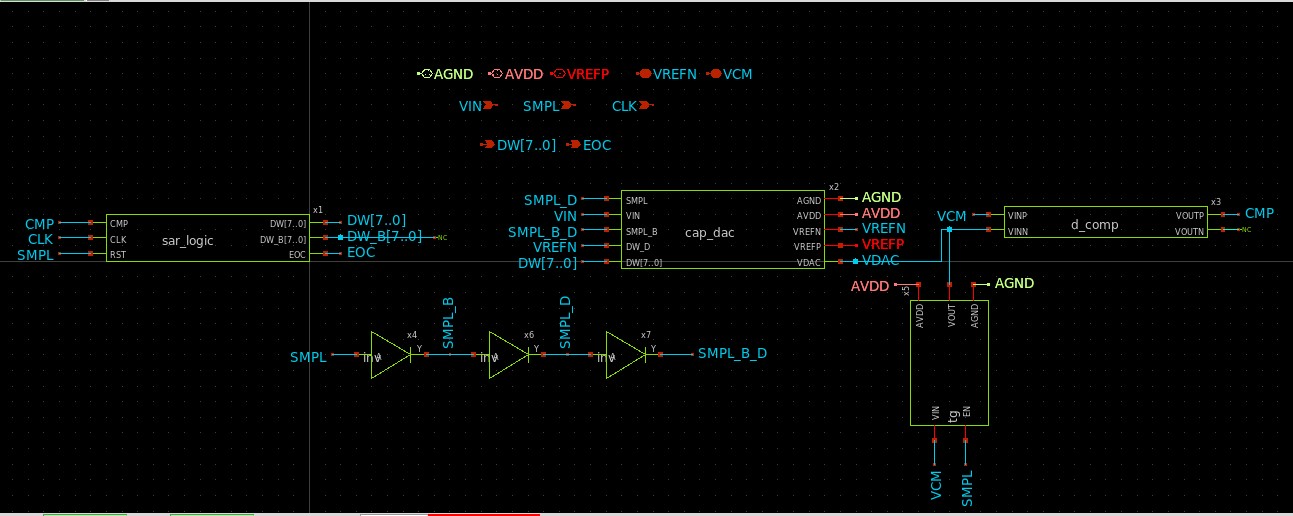 AGND AVDD VREFP VREFN VCM
VIN SMPL CLK
DW[7..0] EOC
x1
CMP CMP DW[7..0] DW[7..0]
CLK CLK sar_logic DW_B[7..0] DW_B[7..0] NC
SMPL RST EOC EOC
x2
SMPL_D SMPL AGND AGND
VIN VIN AVDD AVDD
SMPL_B_D SMPL_B cap_dac VREFN VREFN
VREFN DW_D VREFP VREFP
DW[7..0] DW[7..0] VDAC VDAC
x3
VCM VINP VOUTP CMP
VINN d_comp VOUTN NC
AVDD x5 AGND
AVDD VOUT AGND
VIN tg EN
VCM SMPL
SMPL_B SMPL_D
x4 x6 x7
SMPL inv Y inv Y inv Y SMPL_B_D